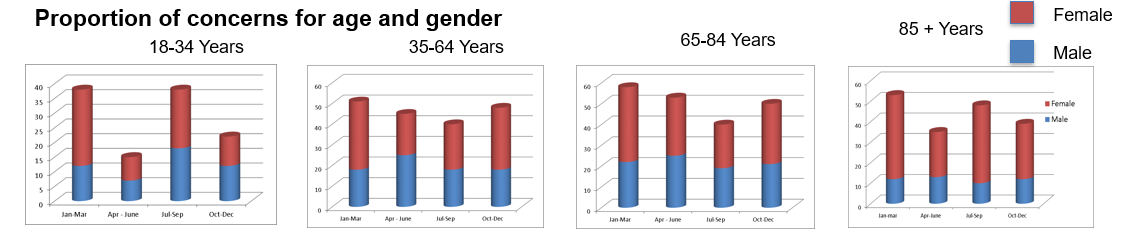 Proportion of concerns for age and gender
Female
Male
18-34 Years
35-64 Years
65-84 Years
85 + Years
40
35
30
25
20
15
10
5
0
Jan-Mar Apr - June Jul-Sep Oct-Dec
60
50
40
30
20
10
0
Jan-Mar Apr - June Jul-Sep Oct-Dec
60
50
40
30
20
10
0
Jan-Mar Apr - June Jul-Sep Oct-Dec
60
50
40
30
20
10
0
Jan-mar Apr-June Jul-Sep Oct-Dec
Female
Male